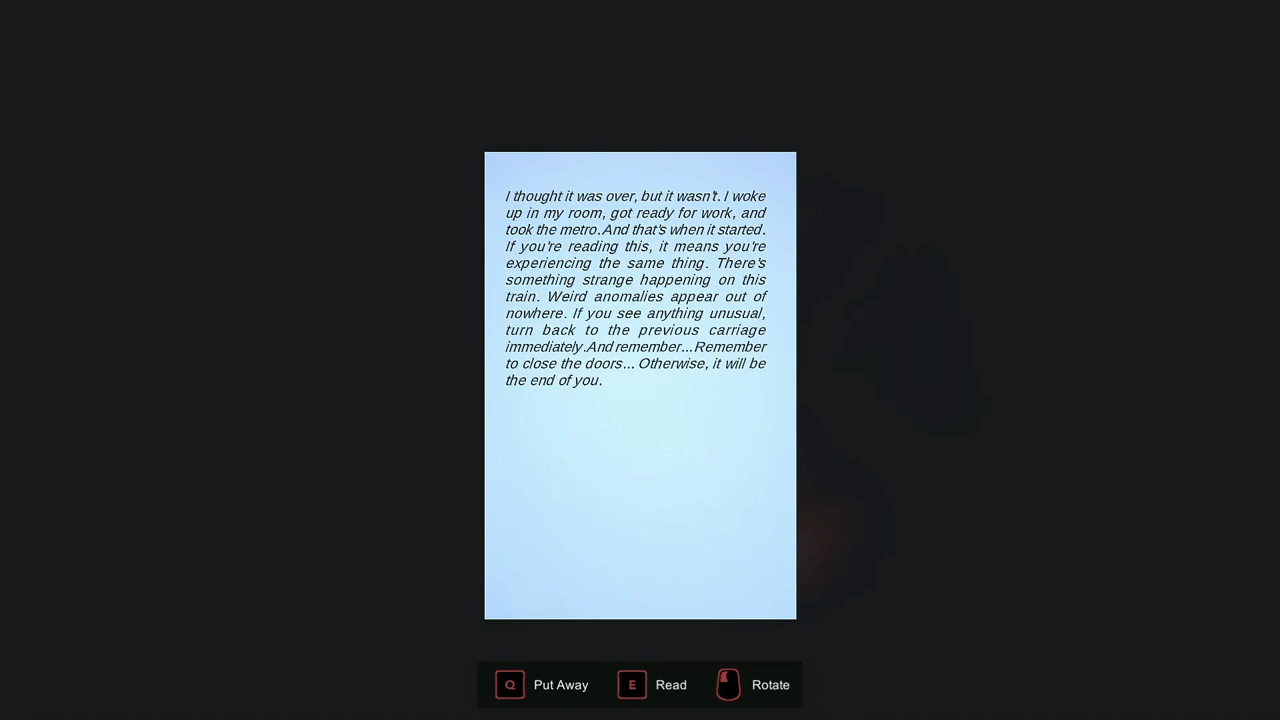 I thought it was over, but it wasn't. I woke
up in my room, got ready for work, and
took the metro. And that's when it started.
If you're reading this, it means you're
experiencing the same thing. There's
something strange happening on this
train. Weird anomalies appear out of
nowhere. If you see anything unusual,
turn back to the previous carriage
immediately. And remember... Remember
to close the doors... Otherwise, it will be
the end of you.
Q Put Away E Read Rotate